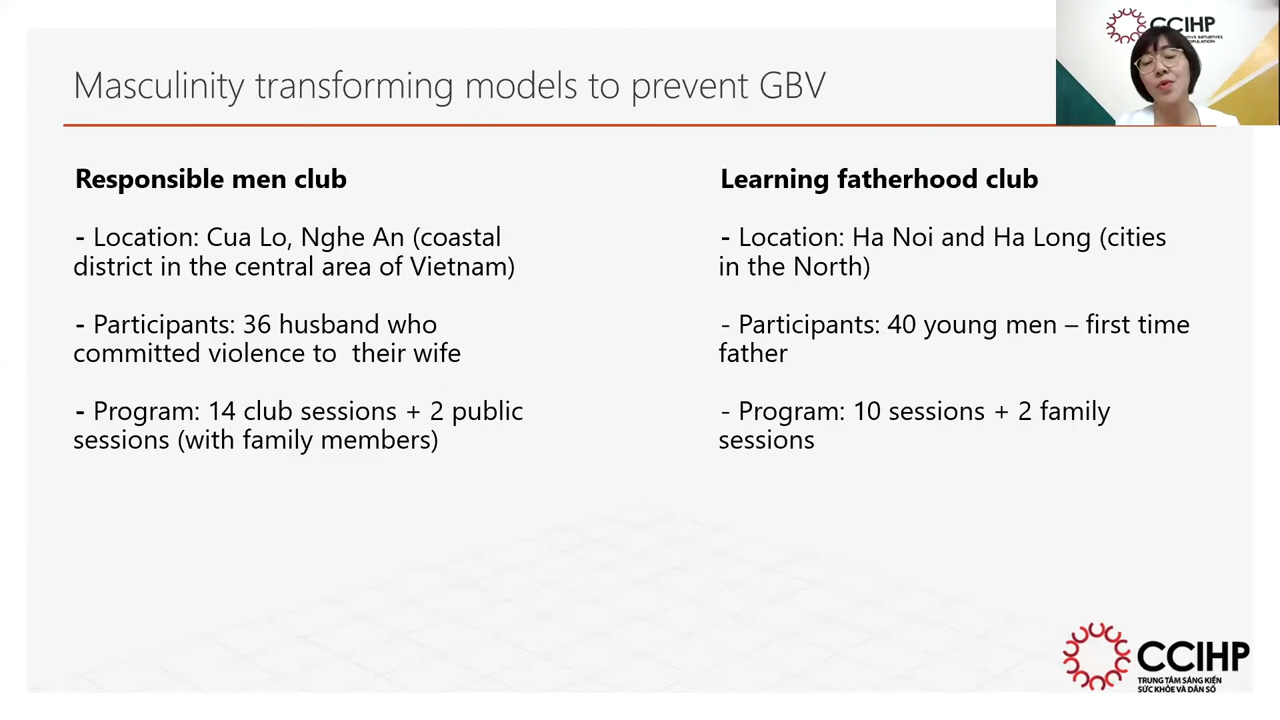 Masculinity transforming models to prevent GBV
CCIHP
Responsible men club
- Location: Cua Lo, Nghe An (coastal
district in the central area of Vietnam)
- Participants: 36 husband who
committed violence to  their wife
- Program: 14 club sessions + 2 public
sessions (with family members)
Learning fatherhood club
- Location: Ha Noi and Ha Long (cities
in the North)
- Participants: 40 young men – first time
father
- Program: 10 sessions + 2 family
sessions
CCIHP
TRUNG TÂM SÁNG KIẾN
SỨC KHỎE VÀ DÂN SỐ